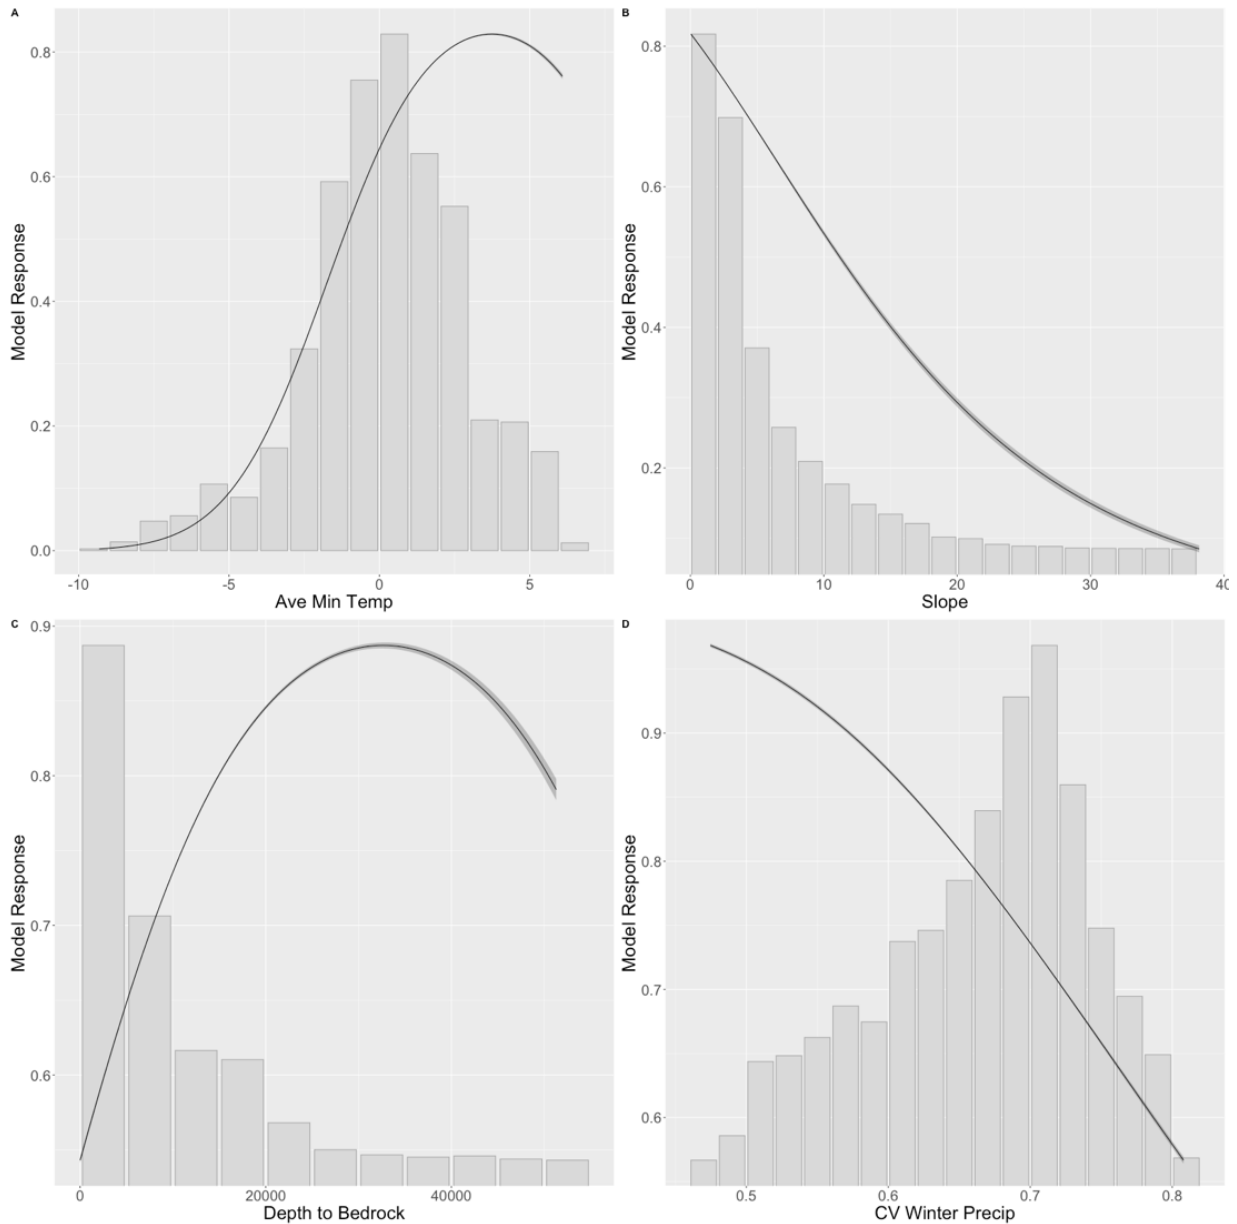 A
Model Response
0.8
0.6
0.4
0.2
0.0
-10 -5 0 5
Ave Min Temp
B
Model Response
0.8
0.6
0.4
0.2
0 10 20 30 40
Slope
C
Model Response
0.9
0.8
0.7
0.6
0 20000 40000
Depth to Bedrock
D
Model Response
0.9
0.8
0.7
0.6
0.5 0.6 0.7 0.8
CV Winter Precip